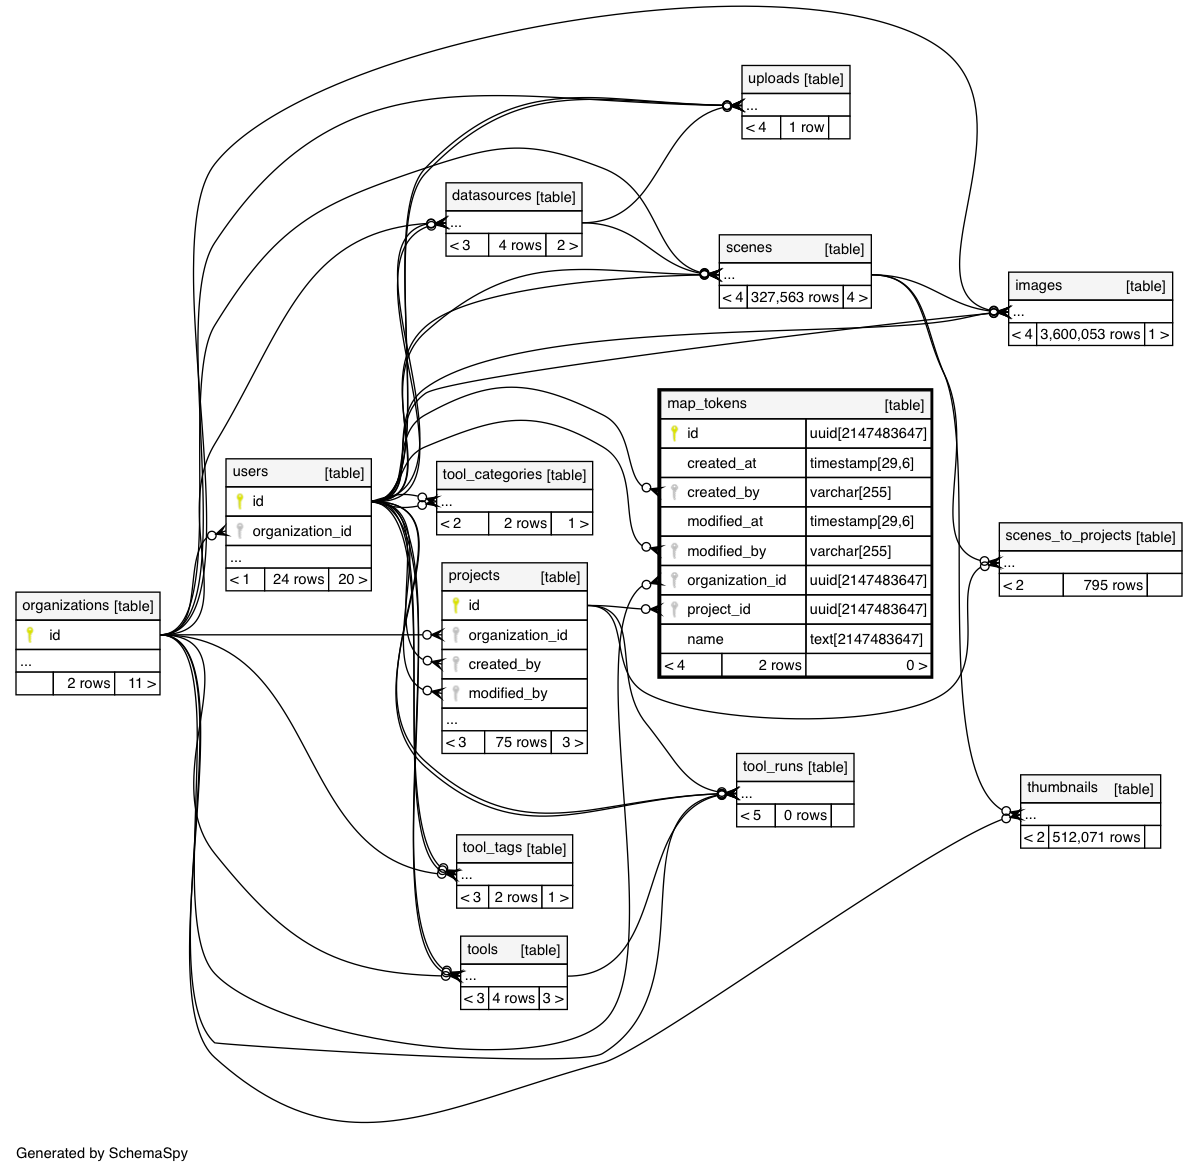 uploads [table]
...
< 4 1 row
datasources [table]
...
< 3 4 rows 2 >
scenes [table]
...
< 4 327,563 rows 4 >
images [table]
...
< 4 3,600,053 rows 1 >
map_tokens [table]
id uuid[2147483647]
created_at timestamp[29,6]
created_by varchar[255]
modified_at timestamp[29,6]
modified_by varchar[255]
organization_id uuid[2147483647]
project_id uuid[2147483647]
name text[2147483647]
< 4 2 rows 0 >
users [table]
id
organization_id
...
< 1 24 rows 20 >
tool_categories [table]
...
< 2 2 rows 1 >
scenes_to_projects [table]
...
< 2 795 rows
projects [table]
id
organization_id
created_by
modified_by
...
< 3 75 rows 3 >
organizations [table]
id
...
2 rows 11 >
tool_runs [table]
...
< 5 0 rows
thumbnails [table]
...
< 2 512,071 rows
tool_tags [table]
...
< 3 2 rows 1 >
tools [table]
...
< 3 4 rows 3 >
Generated by SchemaSpy